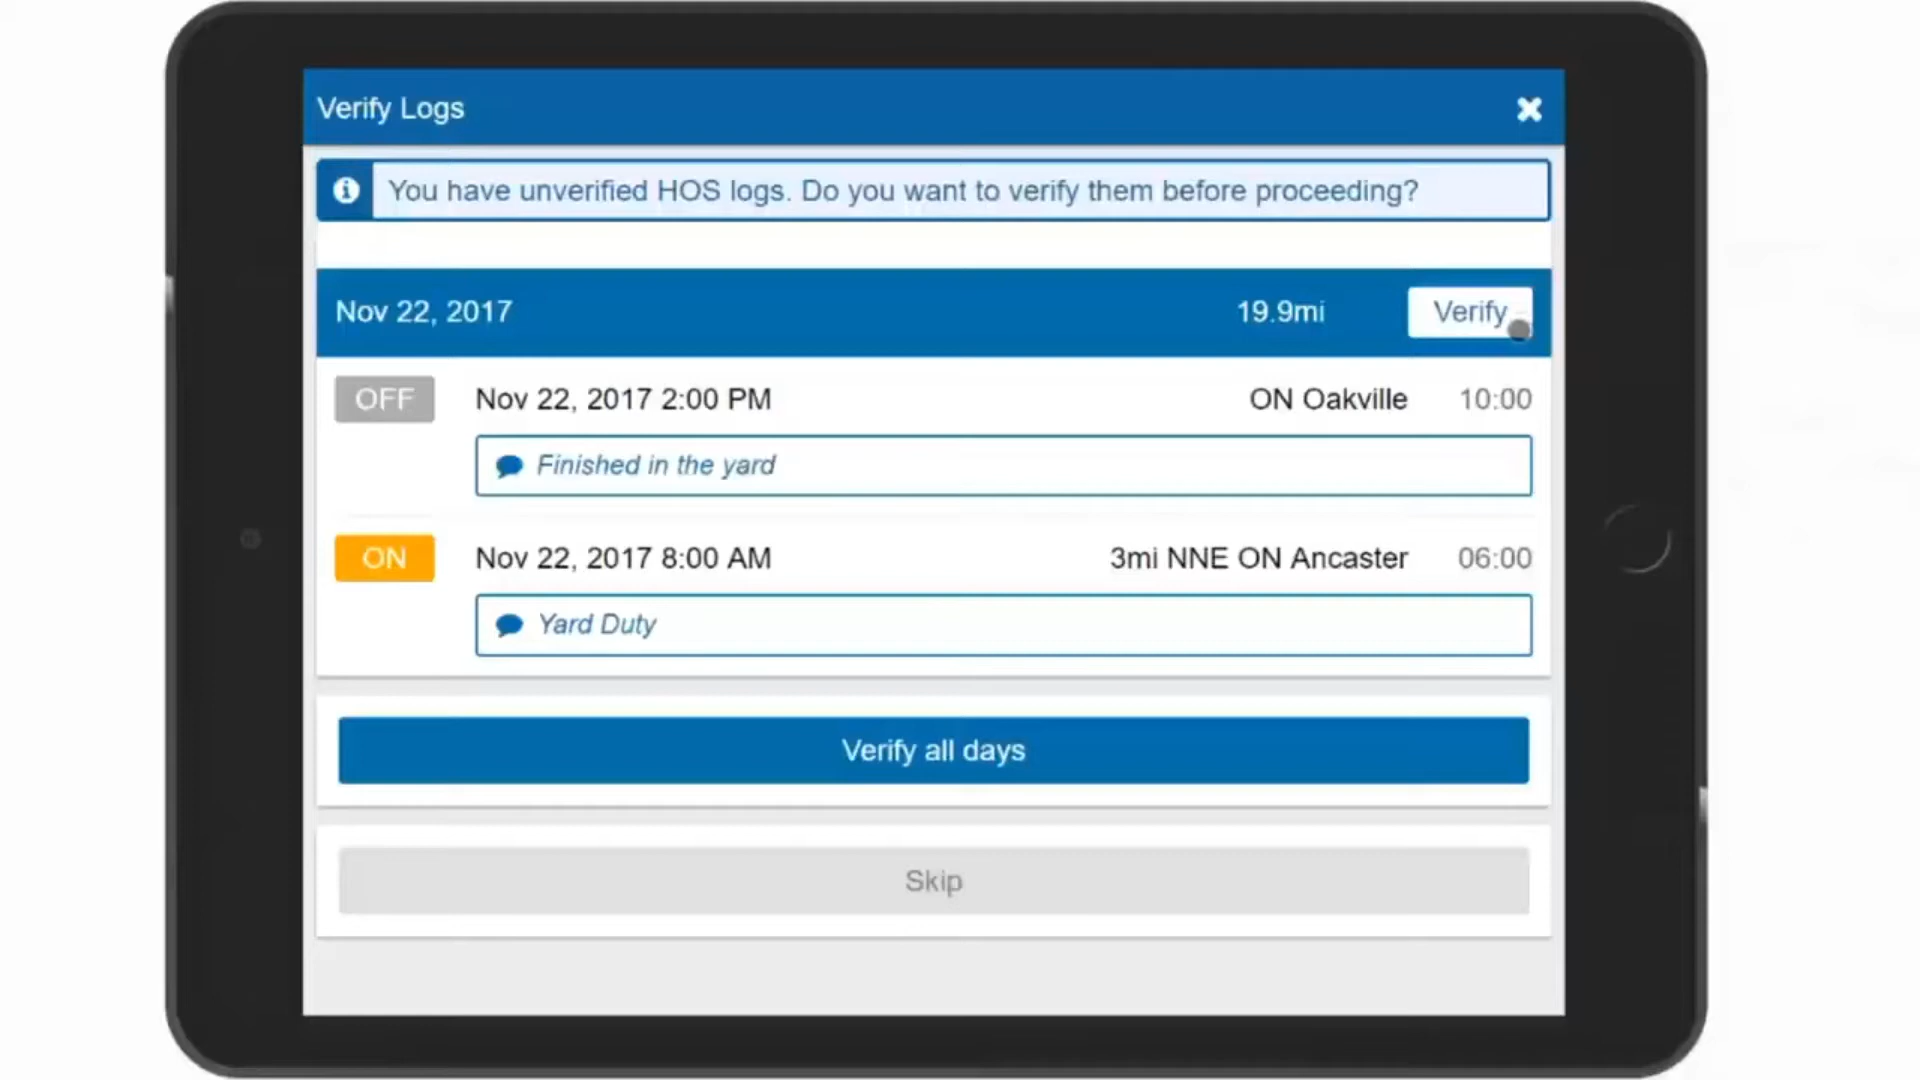 Verify Logs
You have unverified HOS logs. Do you want to verify them before proceeding?
Nov 22, 2017 19.9mi Verify
OFF Nov 22, 2017 2:00 PM ON Oakville 10:00
Finished in the yard
ON Nov 22, 2017 8:00 AM 3mi NNE ON Ancaster 06:00
Yard Duty
Verify all days
Skip